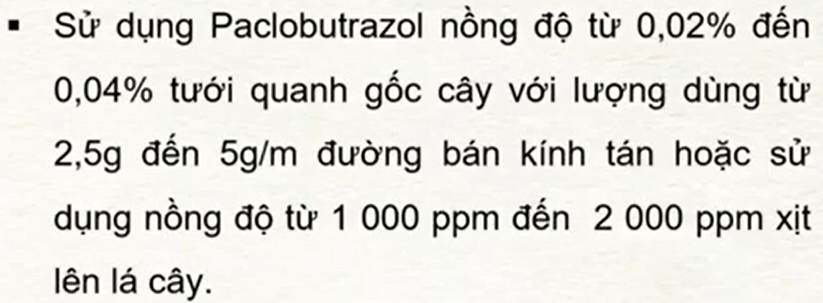 ▪ Sử dụng Paclobutrazol nồng độ từ 0,02% đến
0,04% tưới quanh gốc cây với lượng dùng từ
2,5g đến 5g/m đường bán kính tán hoặc sử
dụng nồng độ từ 1 000 ppm đến 2 000 ppm xịt
lên lá cây.